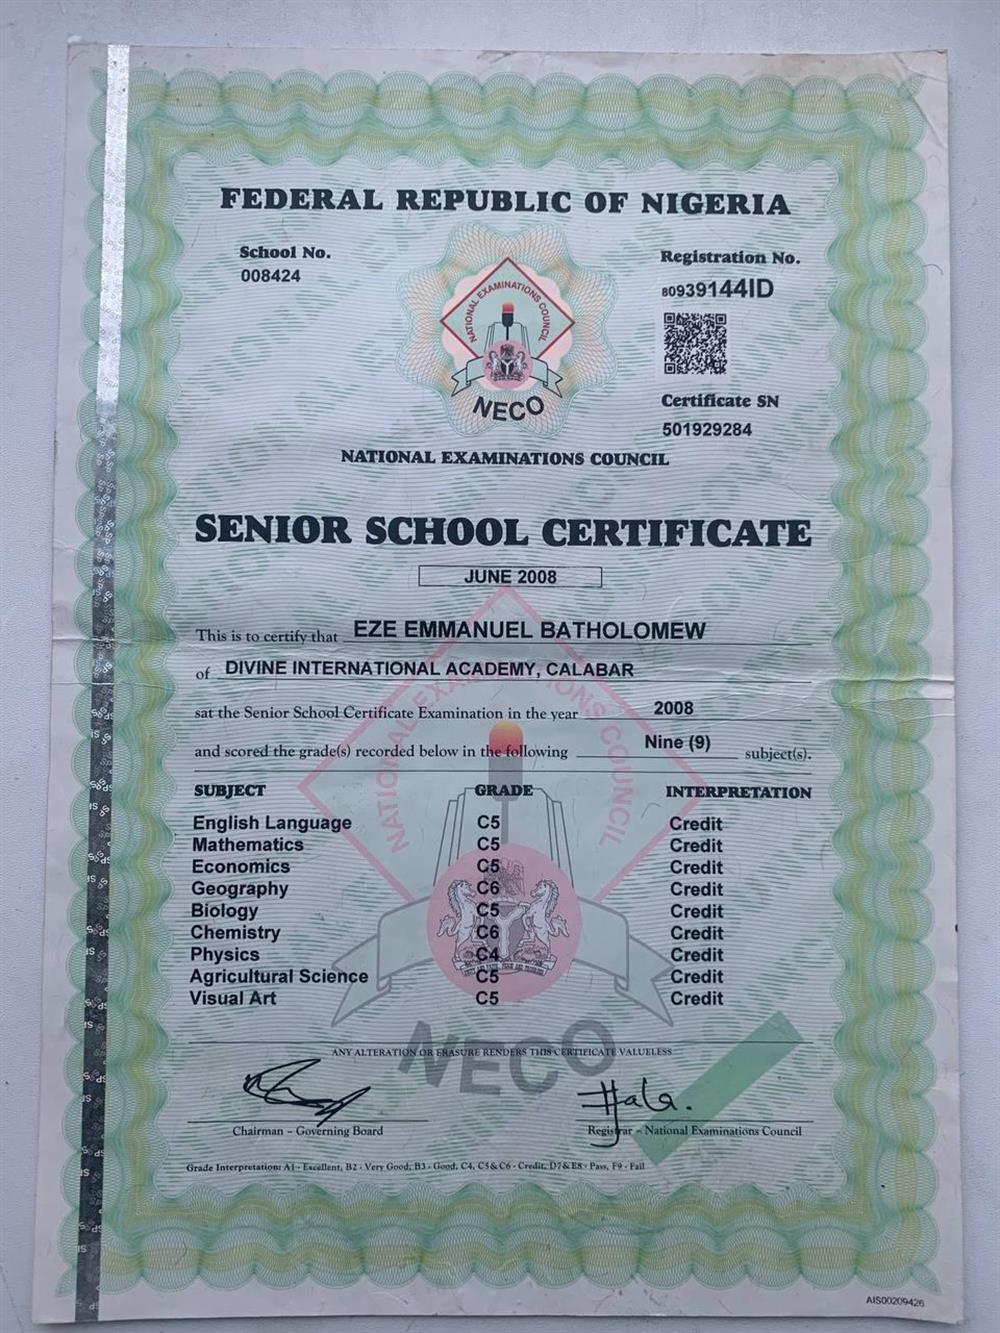 FEDERAL REPUBLIC OF NIGERIA
School No.
008424
Registration No.
80939144ID
NATIONAL EXAMINATIONS COUNCIL
NECO
Certificate SN
501929284
NATIONAL EXAMINATIONS COUNCIL
SENIOR SCHOOL CERTIFICATE
JUNE 2008
This is to certify that EZE EMMANUEL BATHOLOMEW
of DIVINE INTERNATIONAL ACADEMY, CALABAR
sat the Senior School Certificate Examination in the year 2008
and scored the grade(s) recorded below in the following Nine (9) subject(s).
SUBJECT GRADE INTERPRETATION
English Language C5 Credit
Mathematics C5 Credit
Economics C5 Credit
Geography C6 Credit
Biology C5 Credit
Chemistry C6 Credit
Physics C4 Credit
Agricultural Science C5 Credit
Visual Art C5 Credit
NATIONAL EXAMINATIONS COUNCIL
NECO
ANY ALTERATION OR ERASURE RENDERS THIS CERTIFICATE VALUELESS
Chairman – Governing Board
Registrar – National Examinations Council
Grade Interpretation: A1 - Excellent, B2 - Very Good, B3 - Good, C4, C5 & C6 - Credit, D7 & E8 - Pass, F9 - Fail
AIS00209426